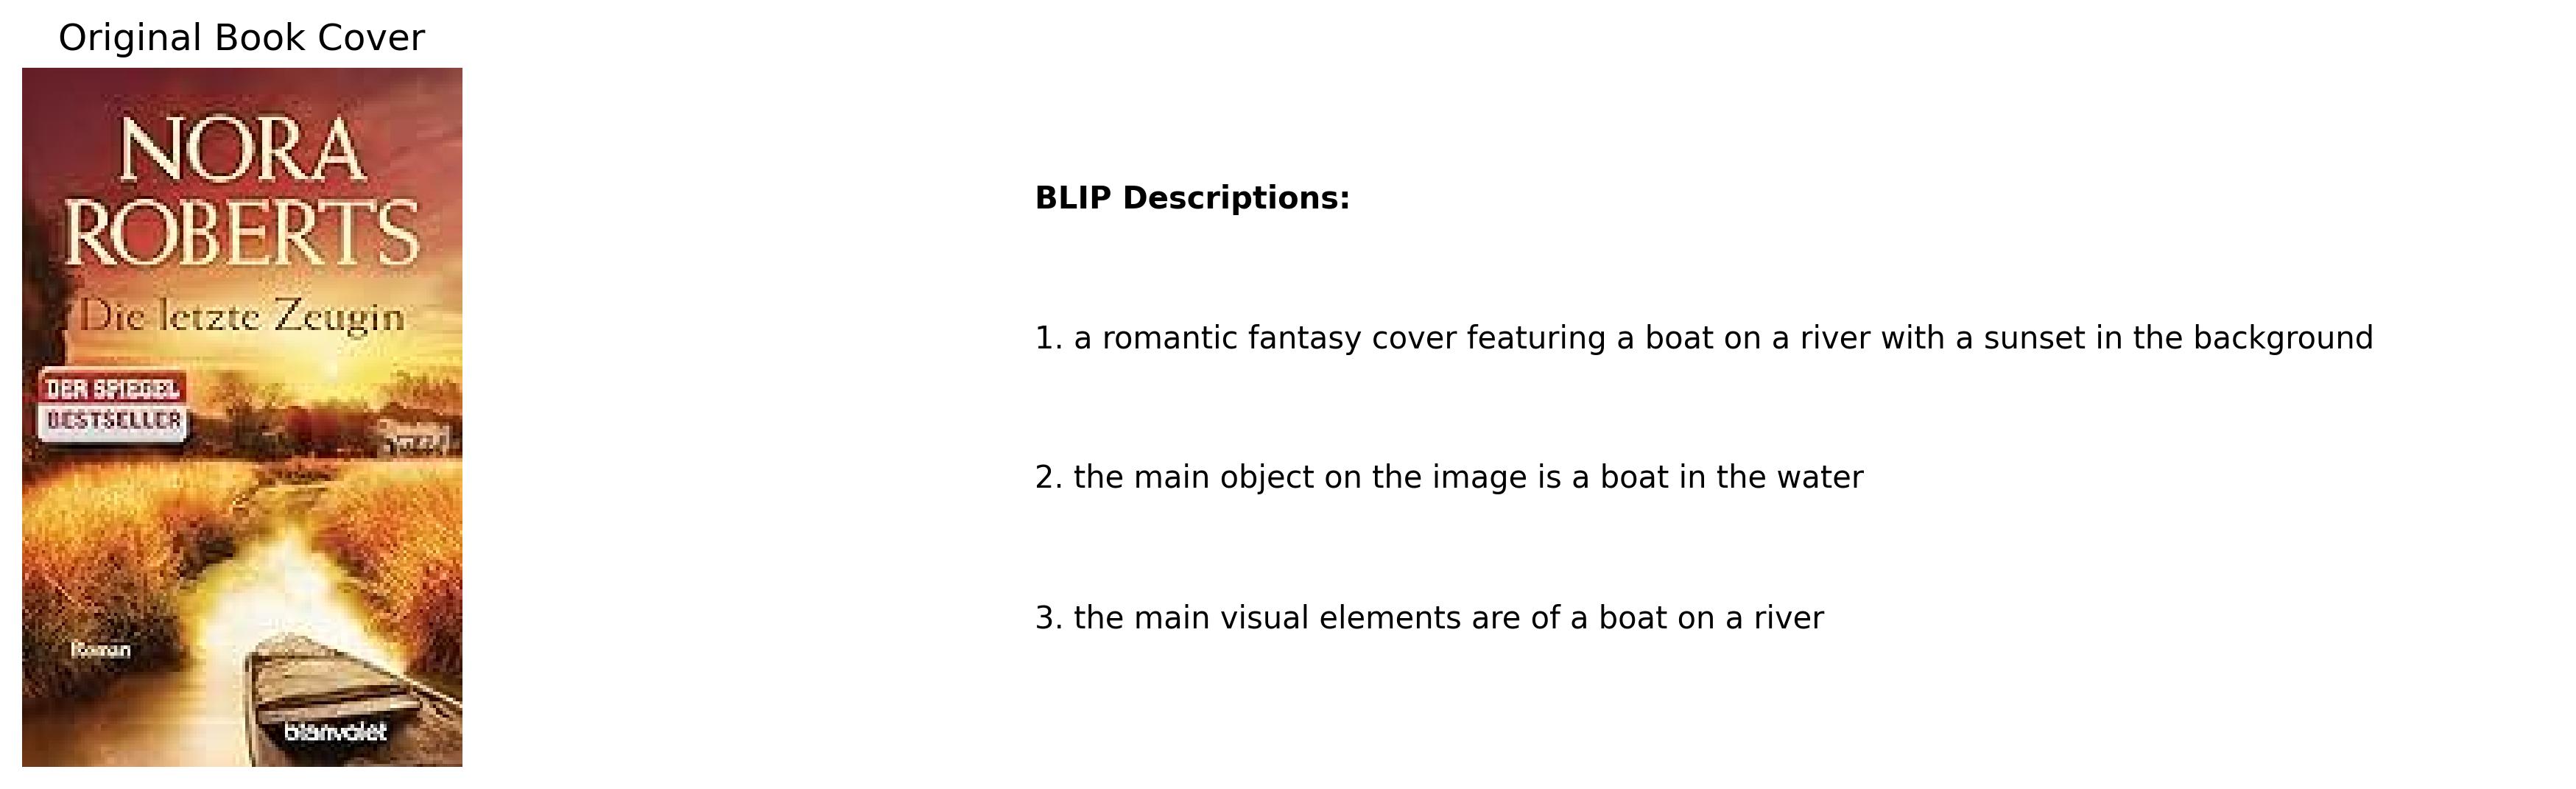 Original Book Cover
NORA
ROBERTS
Die letzte Zeugin
DER SPIEGEL
BESTSELLER
Roman
blanvalet
BLIP Descriptions:
1. a romantic fantasy cover featuring a boat on a river with a sunset in the background
2. the main object on the image is a boat in the water
3. the main visual elements are of a boat on a river